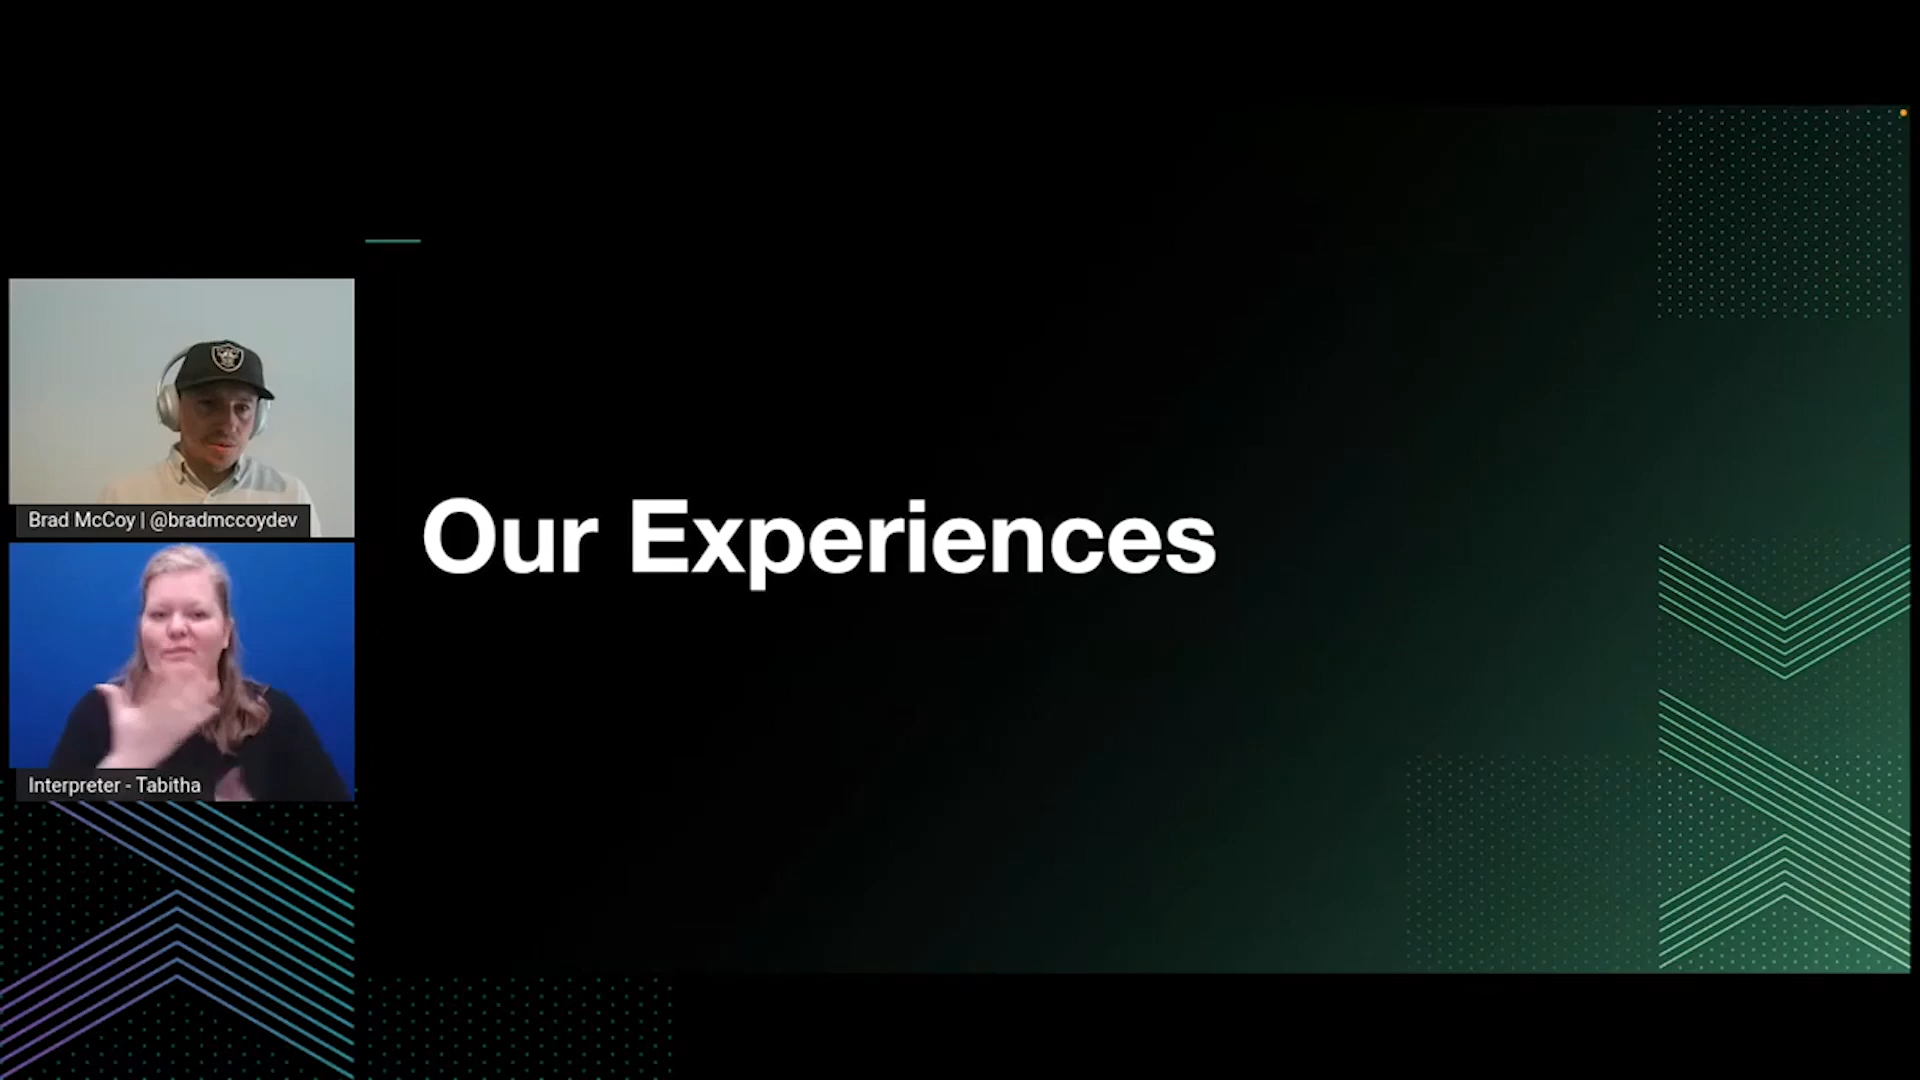 Brad McCoy | @bradmccoydev
Interpreter - Tabitha
Our Experiences